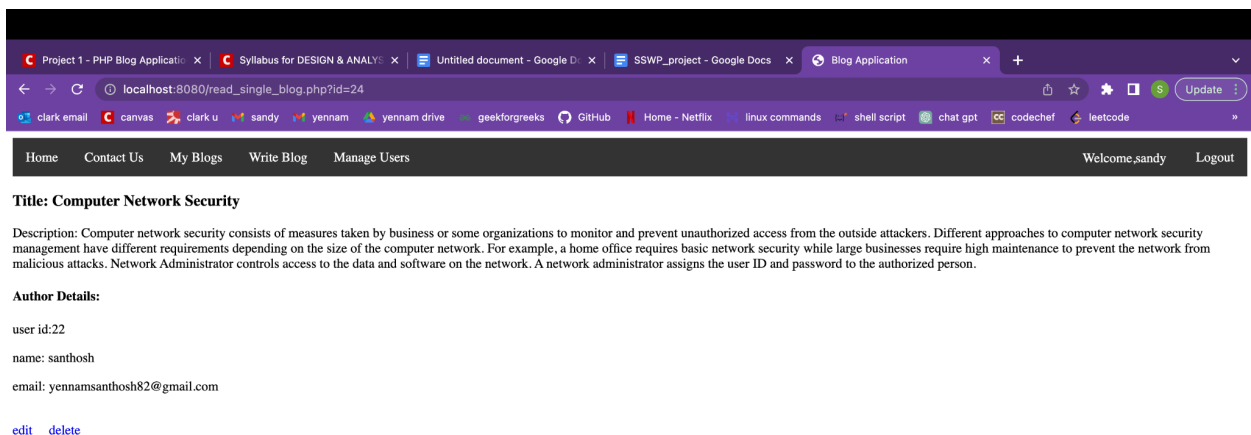 Project 1 - PHP Blog Applicatio
Syllabus for DESIGN & ANALYS
Untitled document - Google Do
SSWP_project - Google Docs
Blog Application
localhost:8080/read_single_blog.php?id=24
S
Update
clark email
canvas
clark u
sandy
yennam
yennam drive
geekforgreeks
GitHub
Home - Netflix
linux commands
shell script
chat gpt
codechef
leetcode
»
Home
Contact Us
My Blogs
Write Blog
Manage Users
Welcome,sandy
Logout
Title: Computer Network Security
Description: Computer network security consists of measures taken by business or some organizations to monitor and prevent unauthorized access from the outside attackers. Different approaches to computer network security
management have different requirements depending on the size of the computer network. For example, a home office requires basic network security while large businesses require high maintenance to prevent the network from
malicious attacks. Network Administrator controls access to the data and software on the network. A network administrator assigns the user ID and password to the authorized person.
Author Details:
user id:22
name: santhosh
email: yennamsanthosh82@gmail.com
edit delete